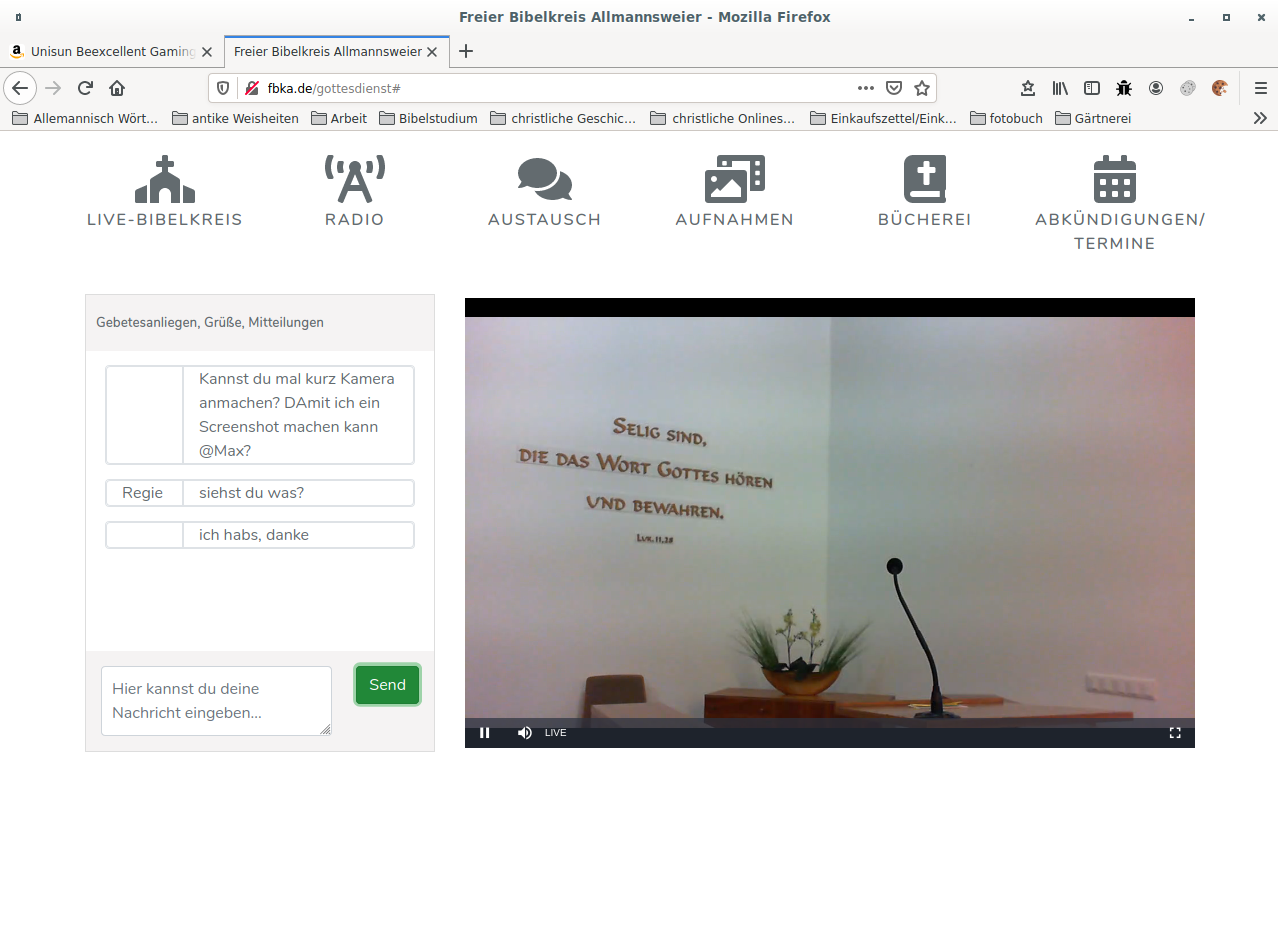 Freier Bibelkreis Allmannsweier - Mozilla Firefox
Unisun Beexcellent Gaming
Freier Bibelkreis Allmannsweier
fbka.de/gottesdienst#
Allemannisch Wört…
antike Weisheiten
Arbeit
Bibelstudium
christliche Geschic…
christliche Onlines…
Einkaufszettel/Eink…
fotobuch
Gärtnerei
LIVE-BIBELKREIS
RADIO
AUSTAUSCH
AUFNAHMEN
BÜCHEREI
ABKÜNDIGUNGEN/
TERMINE
Gebetesanliegen, Grüße, Mitteilungen
Kannst du mal kurz Kamera
anmachen? DAmit ich ein
Screenshot machen kann
@Max?
Regie siehst du was?
ich habs, danke
Hier kannst du deine
Nachricht eingeben...
Send
SELIG SIND,
DIE DAS WORT GOTTES HÖREN
UND BEWAHREN.
LUK. 11,28
LIVE